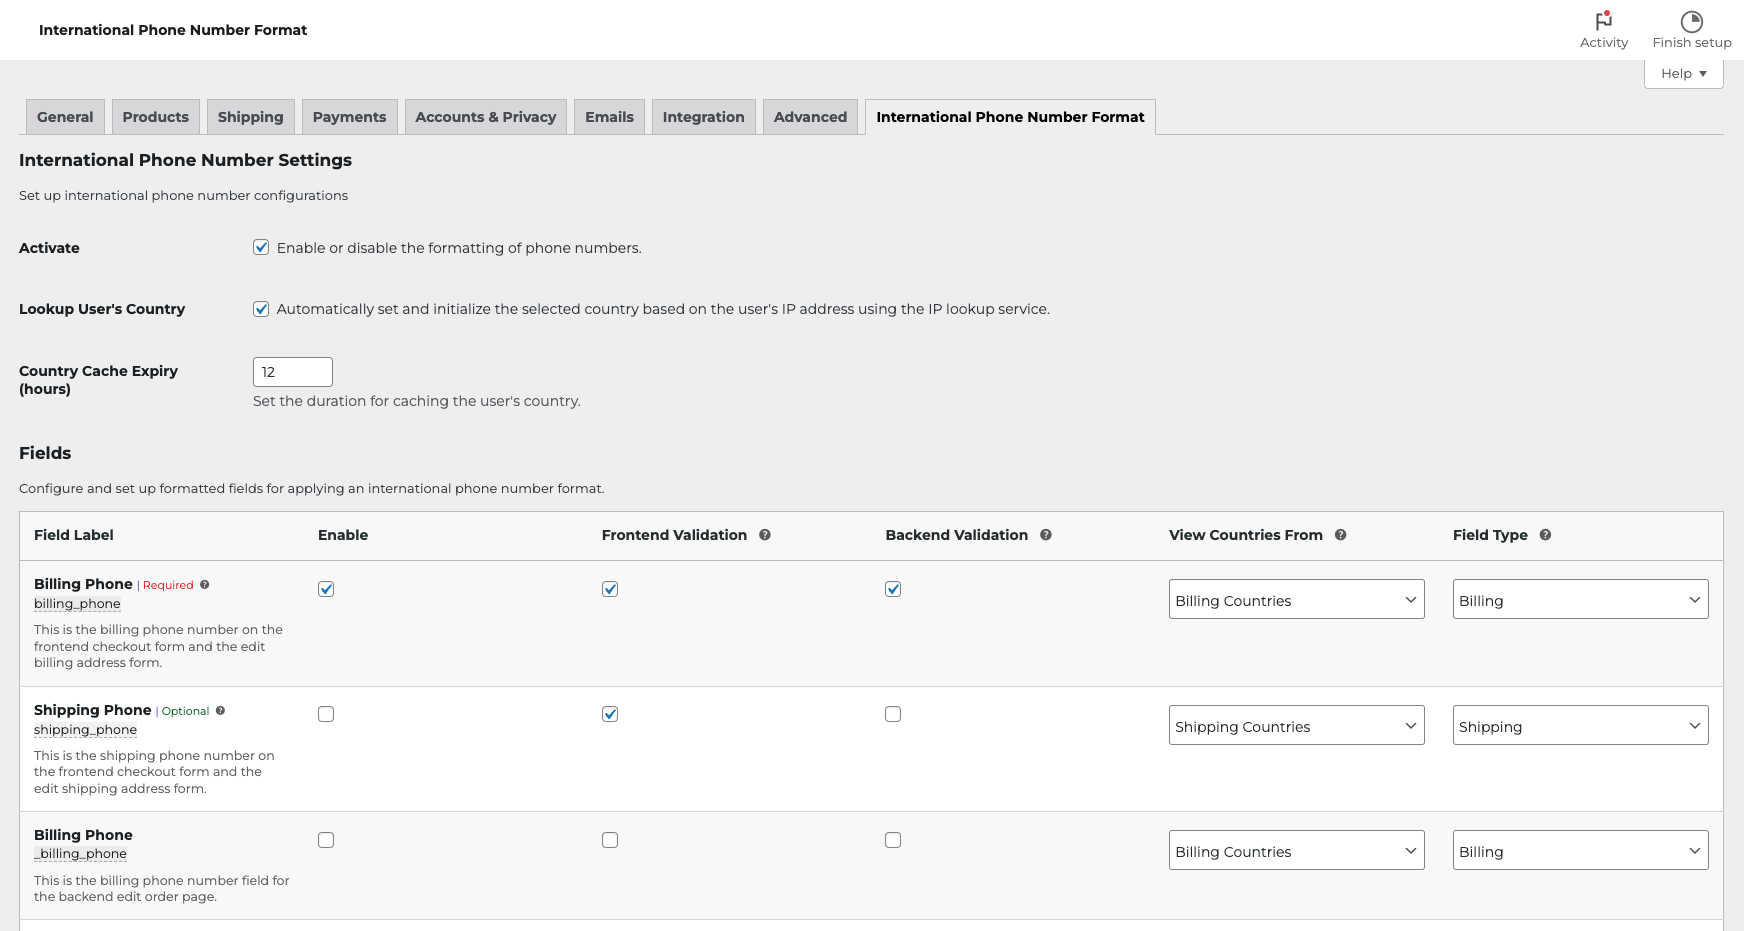 International Phone Number Format
Activity
Finish setup
Help
General
Products
Shipping
Payments
Accounts & Privacy
Emails
Integration
Advanced
International Phone Number Format
International Phone Number Settings
Set up international phone number configurations
Activate
Enable or disable the formatting of phone numbers.
Lookup User's Country
Automatically set and initialize the selected country based on the user's IP address using the IP lookup service.
Country Cache Expiry
(hours)
12
Set the duration for caching the user's country.
Fields
Configure and set up formatted fields for applying an international phone number format.
Field Label
Enable
Frontend Validation
Backend Validation
View Countries From
Field Type
Billing Phone | Required
billing_phone
This is the billing phone number on the
frontend checkout form and the edit
billing address form.
Billing Countries
Billing
Shipping Phone | Optional
shipping_phone
This is the shipping phone number on
the frontend checkout form and the
edit shipping address form.
Shipping Countries
Shipping
Billing Phone
_billing_phone
This is the billing phone number field for
the backend edit order page.
Billing Countries
Billing